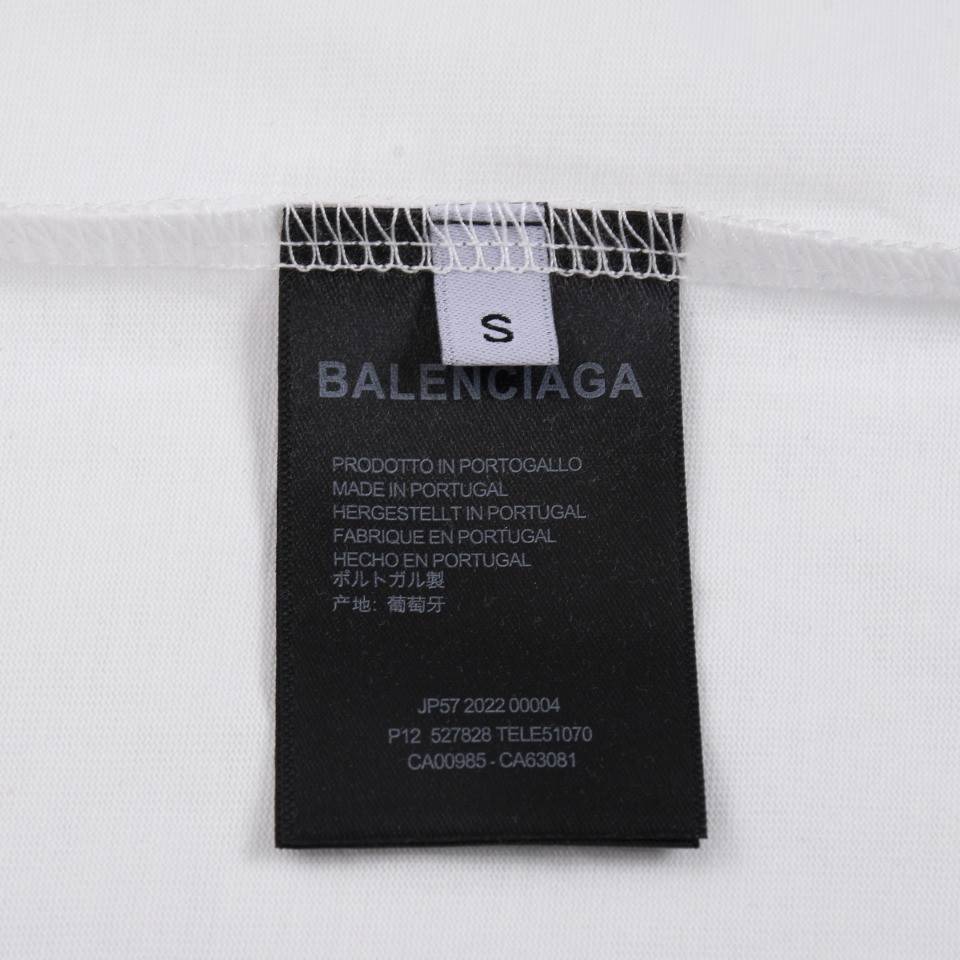 S
BALENCIAGA
PRODOTTO IN PORTOGALLO
MADE IN PORTUGAL
HERGESTELLT IN PORTUGAL
FABRIQUE EN PORTUGAL
HECHO EN PORTUGAL
ポルトガル製
产地: 葡萄牙
JP57 2022 00004
P12 527828 TELE51070
CA00985 - CA63081